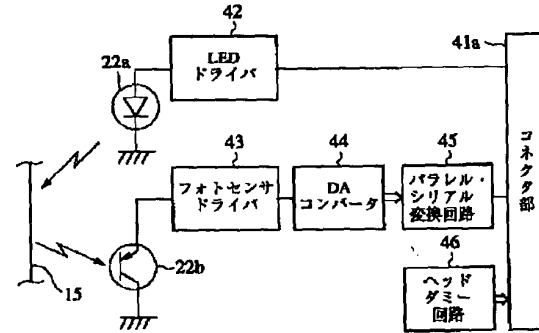 42
41a
LED
ドライバ
22a
43
44
45
フォトセンサ
ドライバ
DA
コンバータ
パラレル・
シリアル
変換回路
コネクタ部
46
ヘッド
ダミー
回路
22b
15